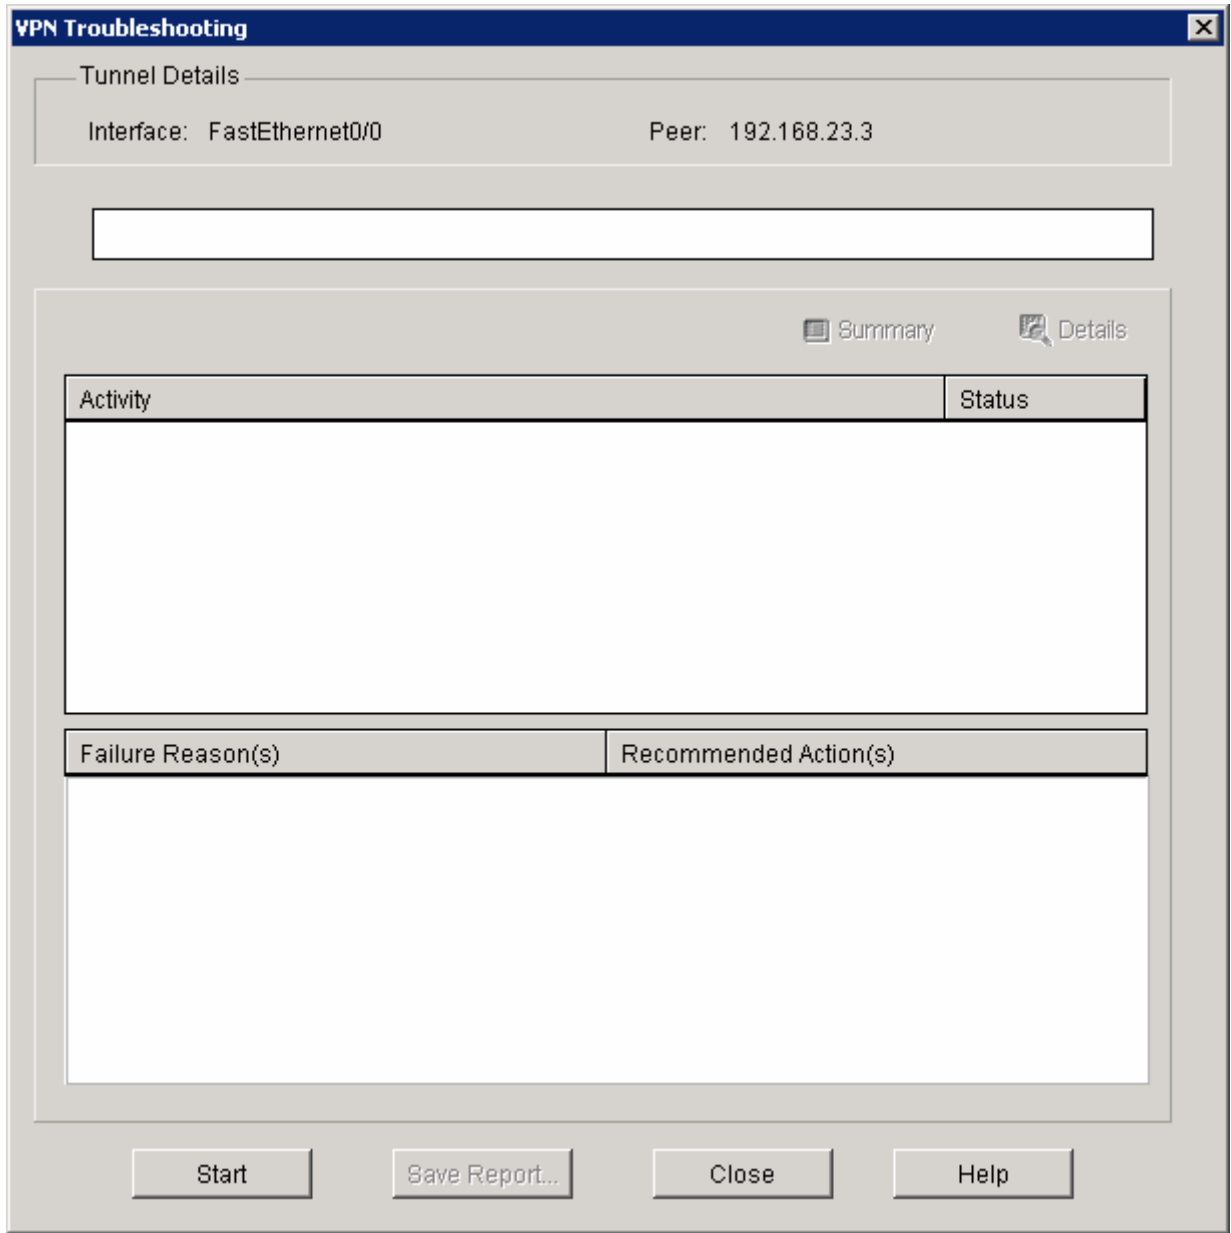 VPN Troubleshooting
Tunnel Details
Interface: FastEthernet0/0 Peer: 192.168.23.3
Summary Details
Activity Status
Failure Reason(s) Recommended Action(s)
Start Save Report... Close Help